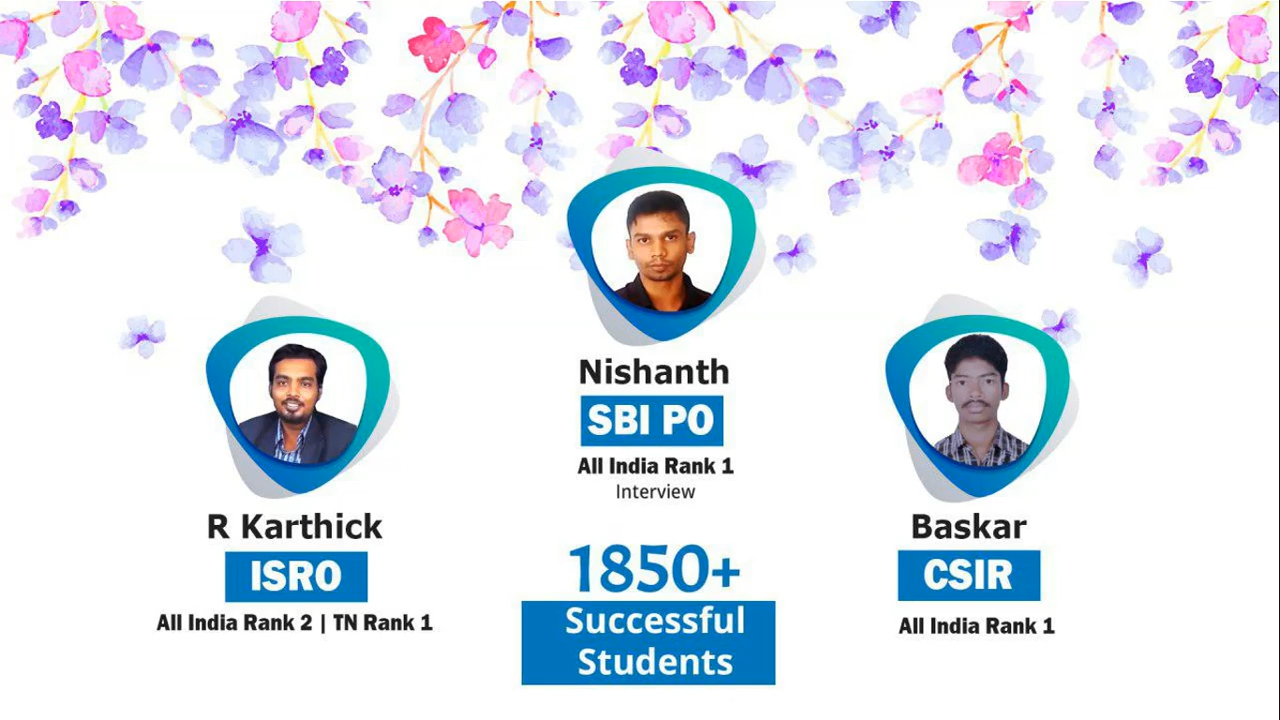 Nishanth
SBI PO
All India Rank 1
Interview
R Karthick
ISRO
All India Rank 2 | TN Rank 1
1850+
Successful
Students
Baskar
CSIR
All India Rank 1